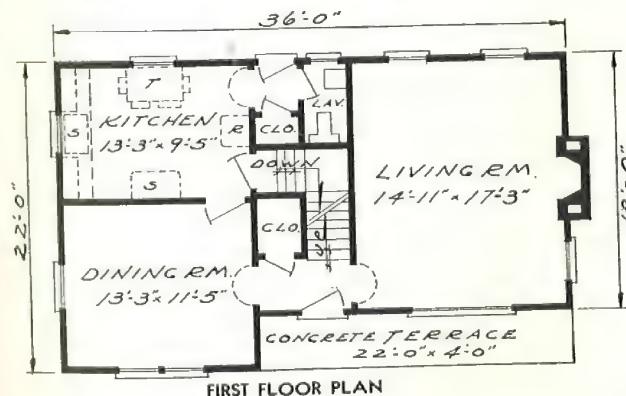 36'-0"
T
KITCHEN
13'-3" x 9'-5"
S
R
S
CLO.
LAV.
DOWN
LIVING RM.
14'-11" x 17'-3"
22'-0"
CLO.
UP
DINING RM.
13'-3" x 11'-5"
CONCRETE TERRACE
22'-0" x 4'-0"
FIRST FLOOR PLAN